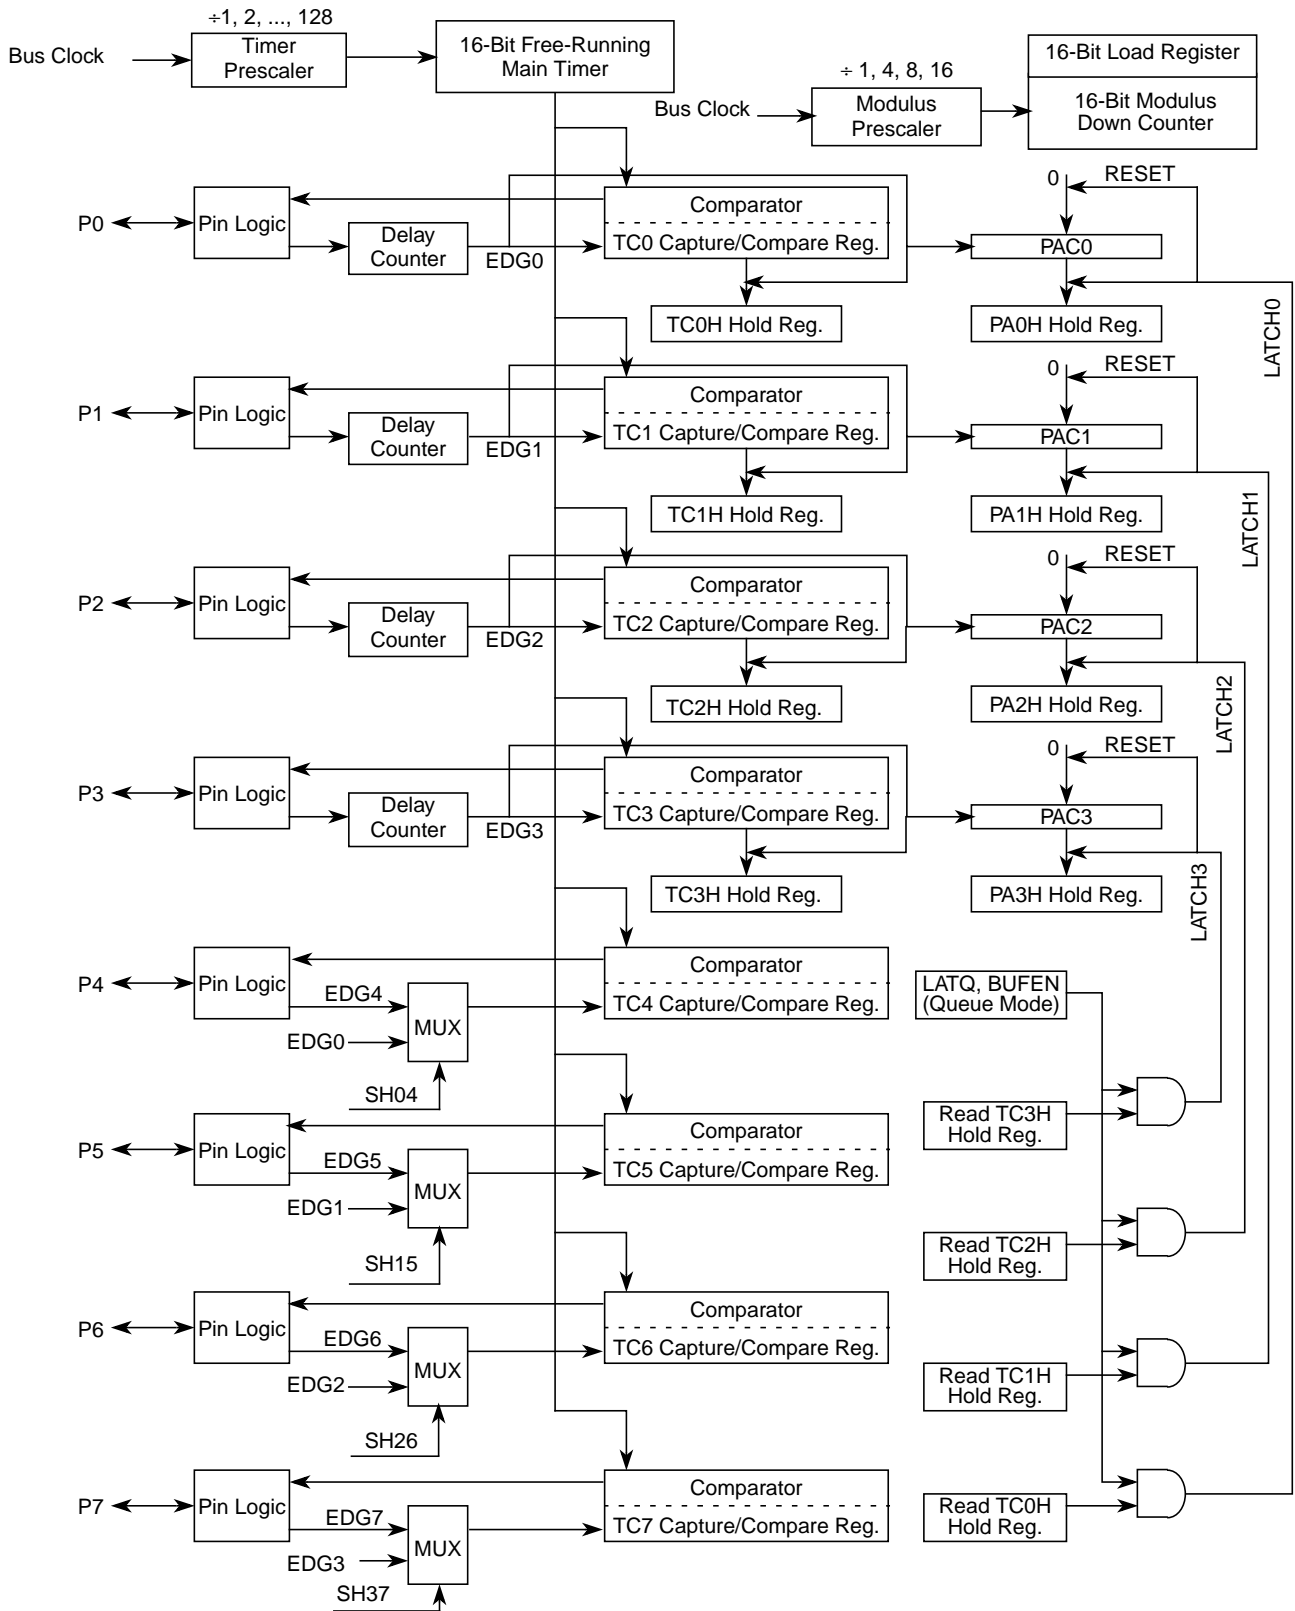 ÷1, 2, ..., 128
Bus Clock
Timer
Prescaler
16-Bit Free-Running
Main Timer
÷ 1, 4, 8, 16
Bus Clock
Modulus
Prescaler
16-Bit Load Register
16-Bit Modulus
Down Counter
P0
Pin Logic
Delay
Counter
EDG0
Comparator
TC0 Capture/Compare Reg.
TC0H Hold Reg.
0
RESET
PAC0
PA0H Hold Reg.
LATCH0
P1
Pin Logic
Delay
Counter
EDG1
Comparator
TC1 Capture/Compare Reg.
TC1H Hold Reg.
0
RESET
PAC1
PA1H Hold Reg.
LATCH1
P2
Pin Logic
Delay
Counter
EDG2
Comparator
TC2 Capture/Compare Reg.
TC2H Hold Reg.
0
RESET
PAC2
PA2H Hold Reg.
LATCH2
P3
Pin Logic
Delay
Counter
EDG3
Comparator
TC3 Capture/Compare Reg.
TC3H Hold Reg.
0
RESET
PAC3
PA3H Hold Reg.
LATCH3
P4
Pin Logic
EDG4
EDG0
MUX
SH04
Comparator
TC4 Capture/Compare Reg.
LATQ, BUFEN
(Queue Mode)
P5
Pin Logic
EDG5
EDG1
MUX
SH15
Comparator
TC5 Capture/Compare Reg.
Read TC3H
Hold Reg.
Read TC2H
Hold Reg.
P6
Pin Logic
EDG6
EDG2
MUX
SH26
Comparator
TC6 Capture/Compare Reg.
Read TC1H
Hold Reg.
P7
Pin Logic
EDG7
EDG3
MUX
SH37
Comparator
TC7 Capture/Compare Reg.
Read TC0H
Hold Reg.